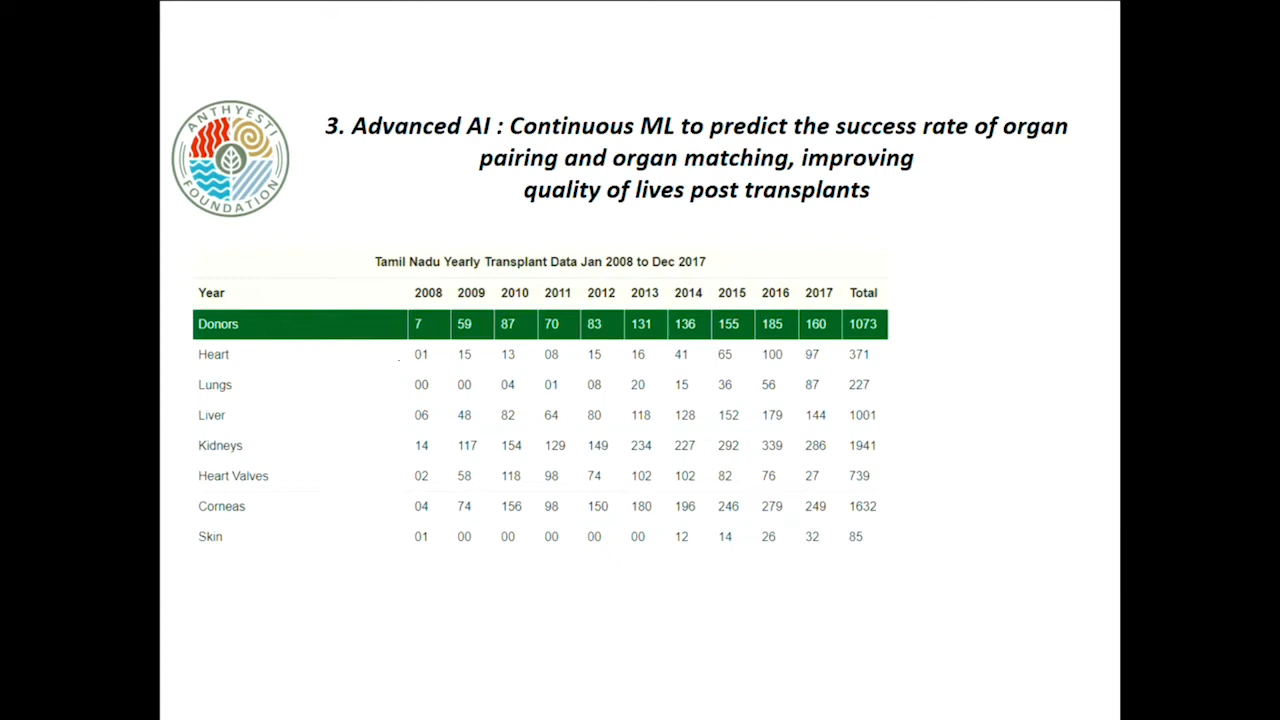 ANTHYESTI
FOUNDATION
3. Advanced AI : Continuous ML to predict the success rate of organ
pairing and organ matching, improving
quality of lives post transplants
Tamil Nadu Yearly Transplant Data Jan 2008 to Dec 2017
Year 2008 2009 2010 2011 2012 2013 2014 2015 2016 2017 Total
Donors 7 59 87 70 83 131 136 155 185 160 1073
Heart 01 15 13 08 15 16 41 65 100 97 371
Lungs 00 00 04 01 08 20 15 36 56 87 227
Liver 06 48 82 64 80 118 128 152 179 144 1001
Kidneys 14 117 154 129 149 234 227 292 339 286 1941
Heart Valves 02 58 118 98 74 102 102 82 76 27 739
Corneas 04 74 156 98 150 180 196 246 279 249 1632
Skin 01 00 00 00 00 00 12 14 26 32 85